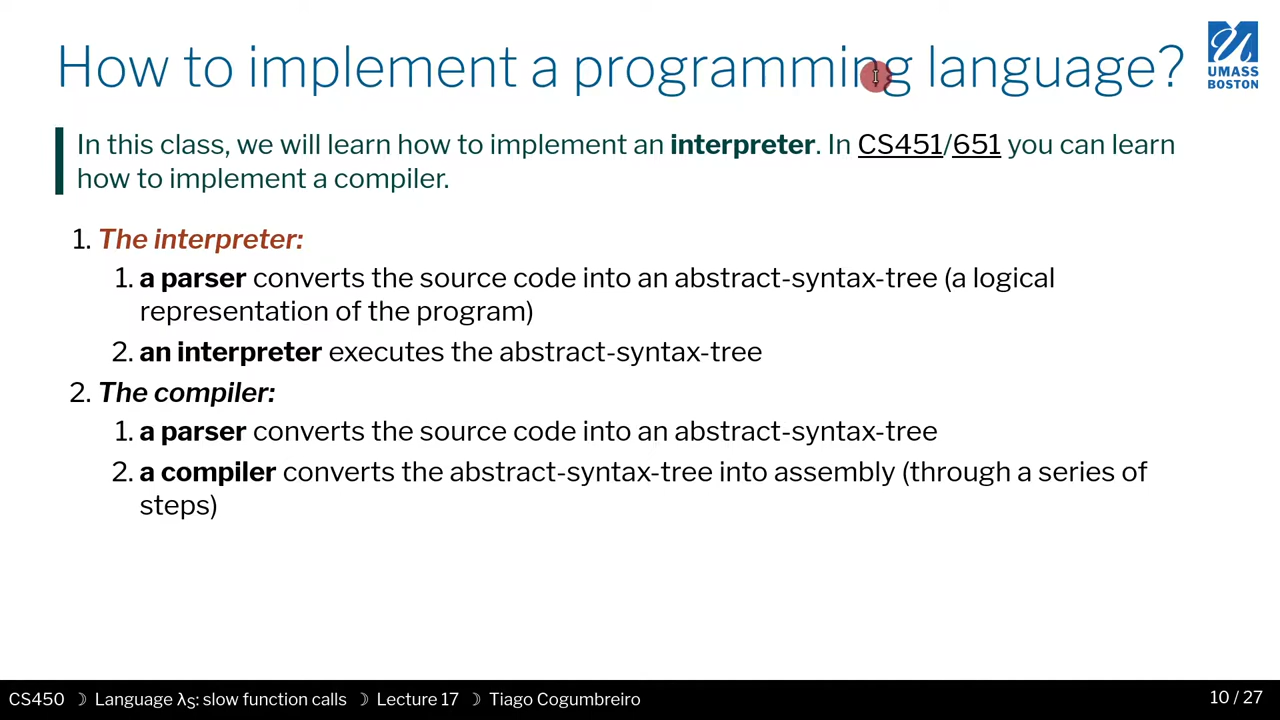 How to implement a programming language?
UMASS
BOSTON
In this class, we will learn how to implement an interpreter. In CS451/651 you can learn
how to implement a compiler.
1. The interpreter:
1. a parser converts the source code into an abstract-syntax-tree (a logical
representation of the program)
2. an interpreter executes the abstract-syntax-tree
2. The compiler:
1. a parser converts the source code into an abstract-syntax-tree
2. a compiler converts the abstract-syntax-tree into assembly (through a series of
steps)
CS450 ☽ Language λS: slow function calls ☽ Lecture 17 ☽ Tiago Cogumbreiro 10 / 27